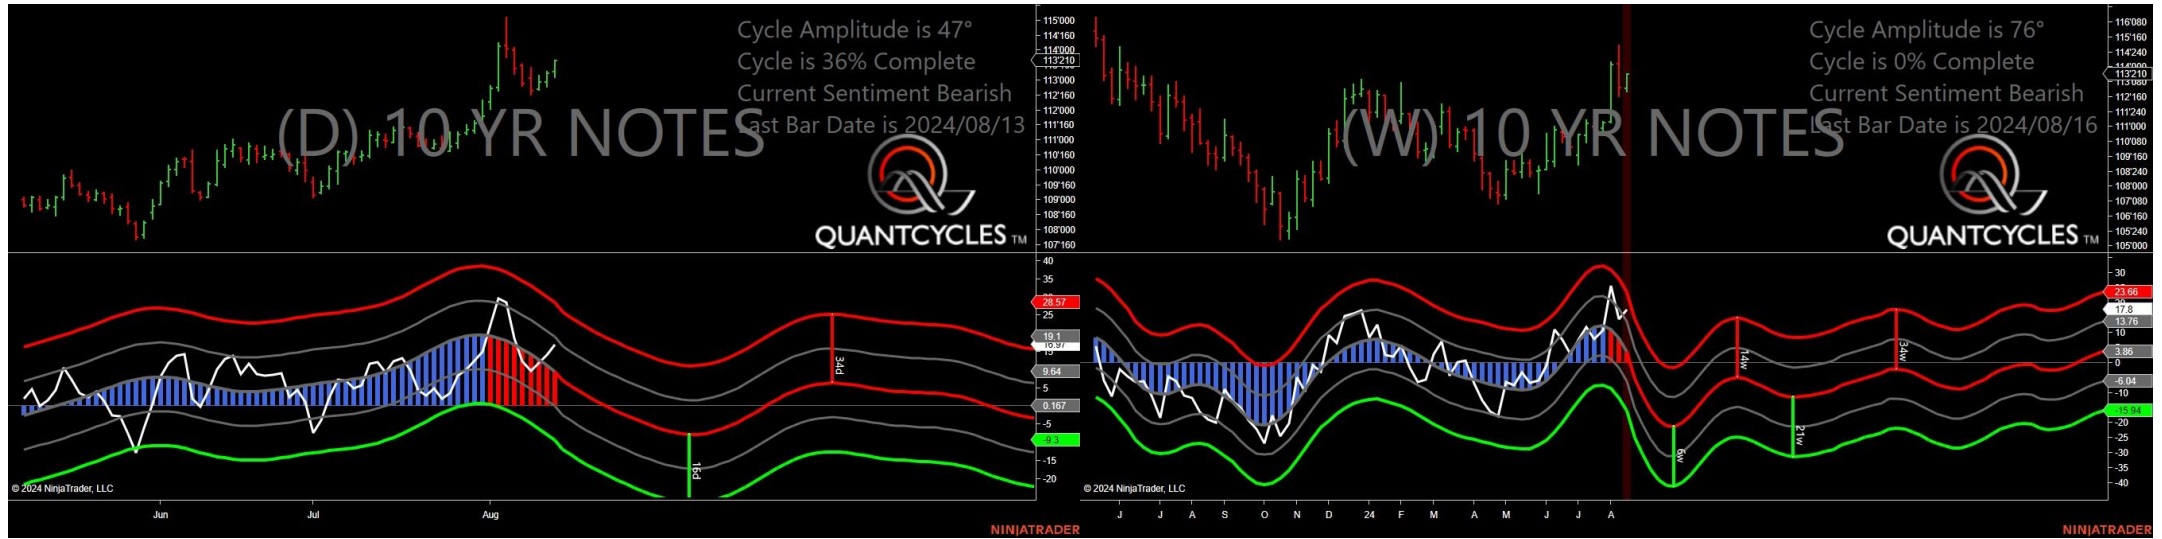 Cycle Amplitude is 47°
Cycle is 36% Complete
Current Sentiment Bearish
Last Bar Date is 2024/08/13
(D) 10 YR NOTES
QUANTCYCLES TM
115'000
114'160
114'000
113'210
113'000
112'160
112'000
111'160
111'000
110'160
110'000
109'160
109'000
108'160
108'000
107'160
40
35
28.57
25
19.1
16.97
15
9.64
5
0.167
-5
-9.3
-15
-20
34d
16d
© 2024 NinjaTrader, LLC
Jun
Jul
Aug
NINJATRADER
Cycle Amplitude is 76°
Cycle is 0% Complete
Current Sentiment Bearish
Last Bar Date is 2024/08/16
(W) 10 YR NOTES
QUANTCYCLES TM
116'080
115'160
114'240
114'000
113'210
113'080
112'160
111'240
111'000
110'080
109'160
108'240
108'000
107'080
106'160
105'240
105'000
30
23.66
17.8
13.76
10
3.86
0
-6.04
-10
-15.94
-20
-25
-30
-35
-40
14w
34w
6w
21w
© 2024 NinjaTrader, LLC
J
J
A
S
O
N
D
24
F
M
A
M
J
J
A
NINJATRADER